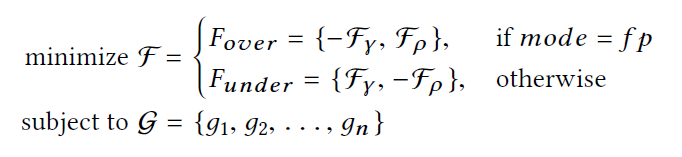 F_over = {−ℱ_γ, ℱ_ρ}, if mode = fp
minimize ℱ = {
F_under = {ℱ_γ, −ℱ_ρ}, otherwise
subject to 𝒢 = {g_1, g_2, . . . , g_n}